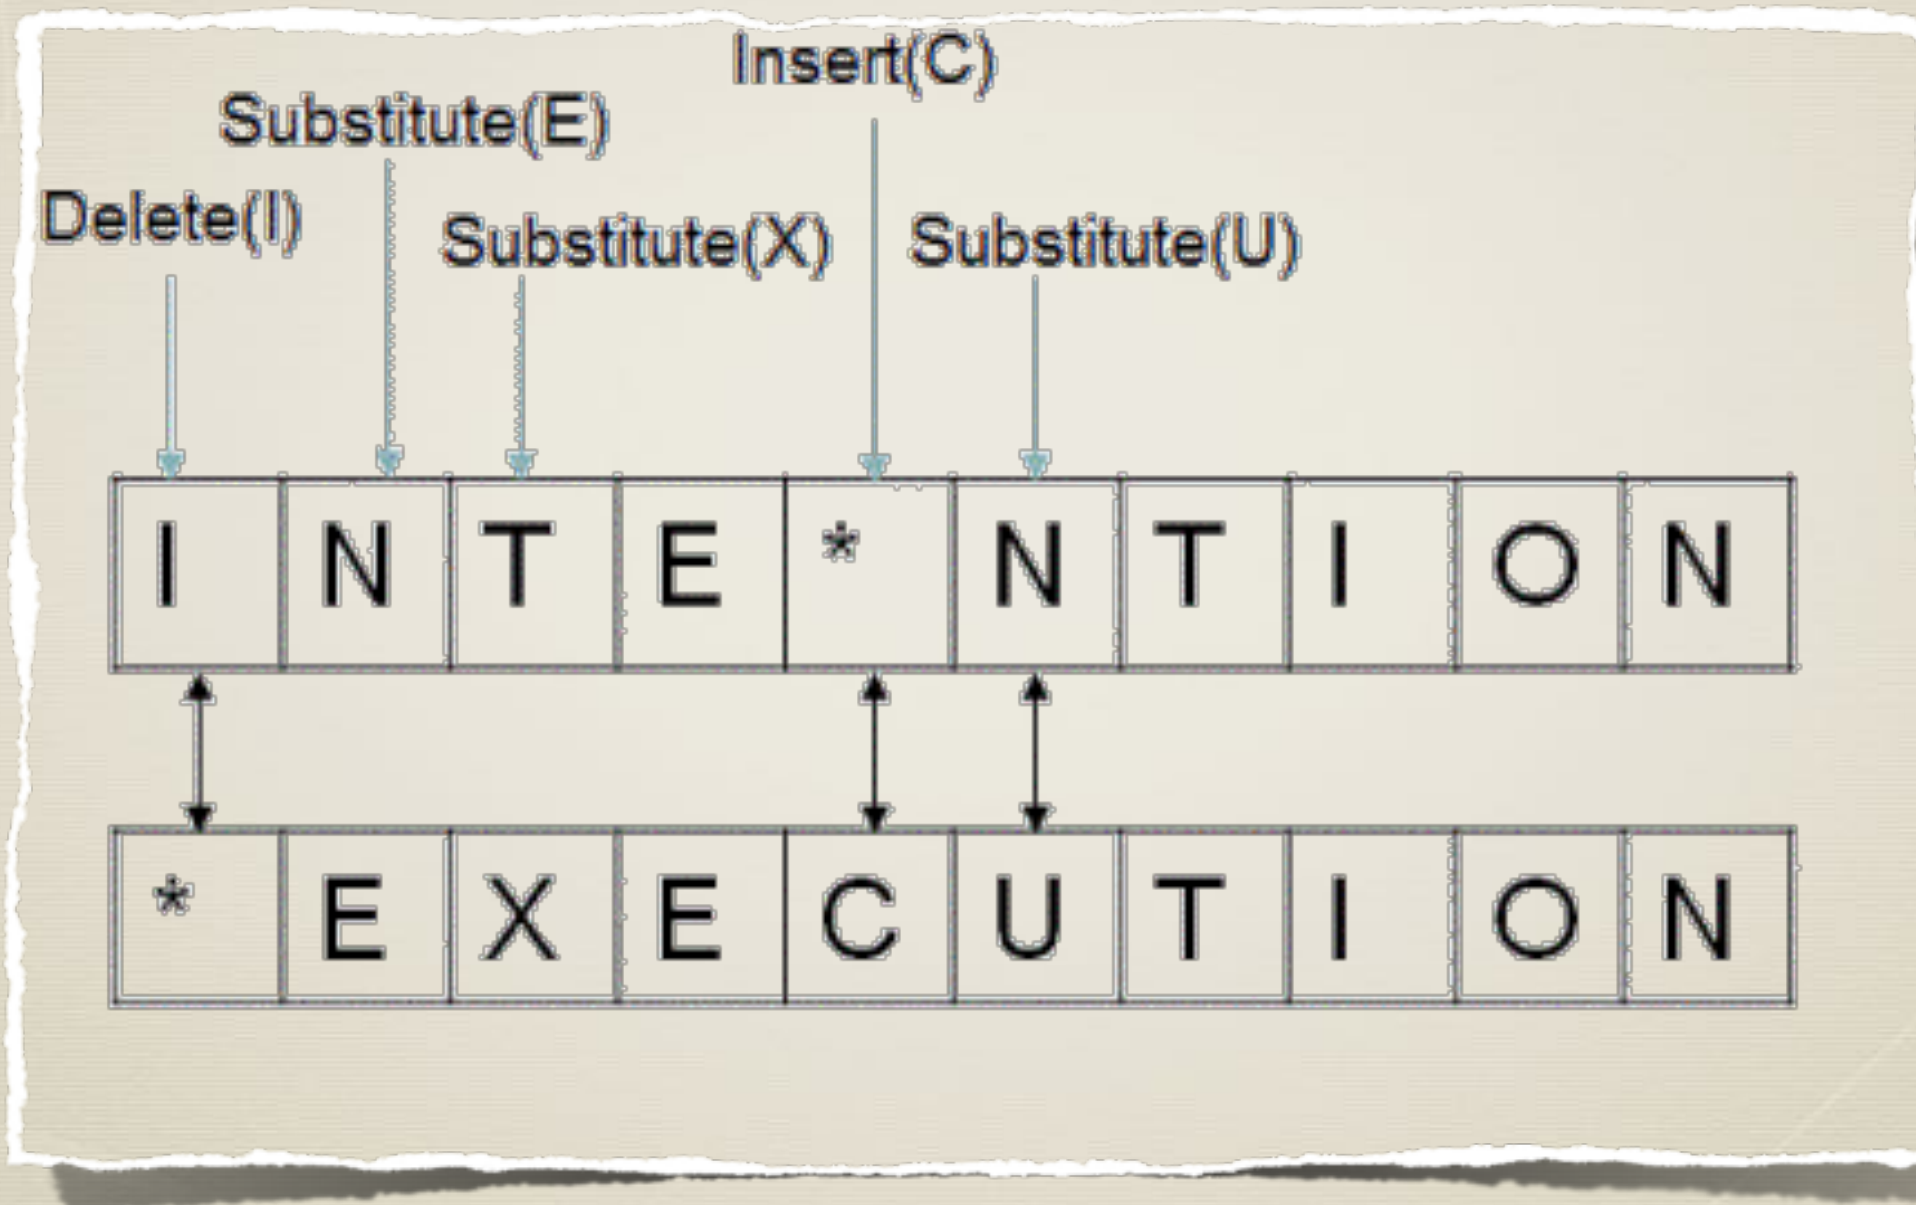 Insert(C)
Substitute(E)
Delete(I)
Substitute(X)
Substitute(U)
I N T E * N T I O N
* E X E C U T I O N